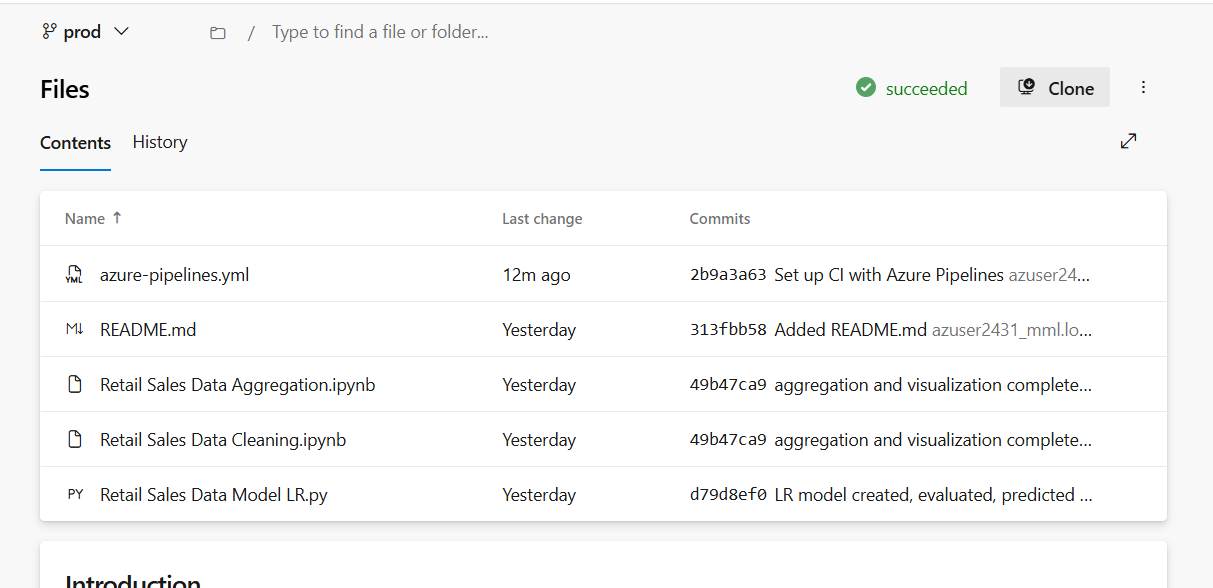 prod / Type to find a file or folder...
Files succeeded Clone
Contents History
Name ↑ Last change Commits
YML azure-pipelines.yml 12m ago 2b9a3a63 Set up CI with Azure Pipelines azuser24...
M↓ README.md Yesterday 313fbb58 Added README.md azuser2431_mml.lo...
Retail Sales Data Aggregation.ipynb Yesterday 49b47ca9 aggregation and visualization complete...
Retail Sales Data Cleaning.ipynb Yesterday 49b47ca9 aggregation and visualization complete...
PY Retail Sales Data Model LR.py Yesterday d79d8ef0 LR model created, evaluated, predicted ...
Introduction